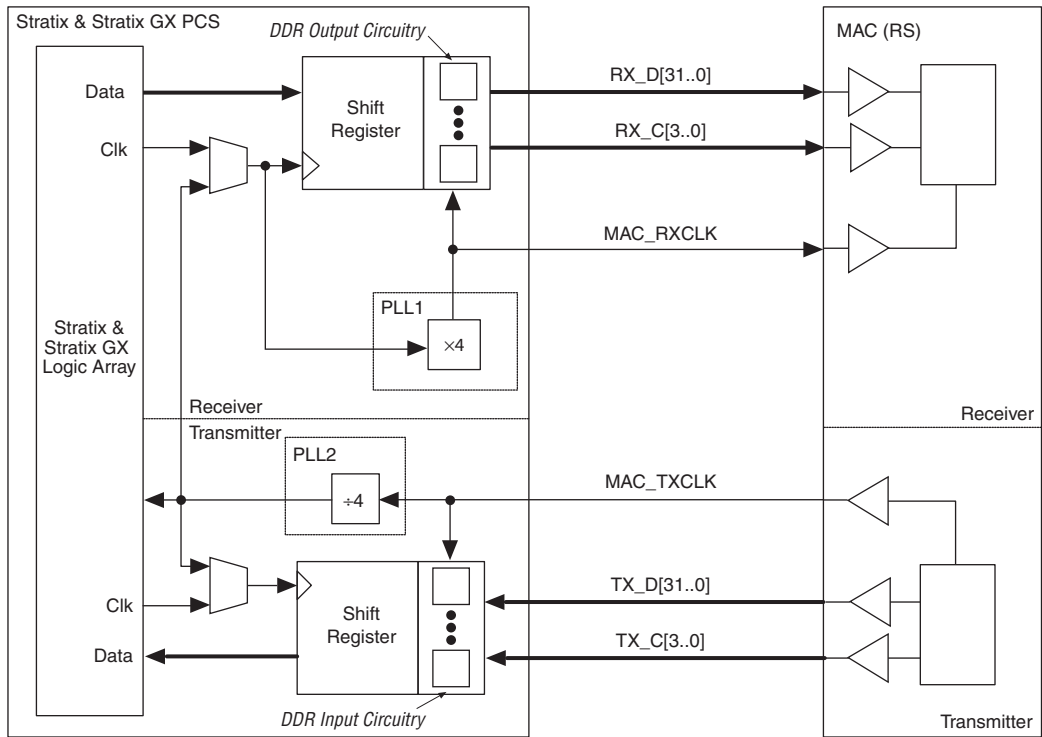 Stratix & Stratix GX PCS
DDR Output Circuitry
MAC (RS)
Data
Shift
Register
RX_D[31..0]
Clk
RX_C[3..0]
MAC_RXCLK
PLL1
×4
Stratix &
Stratix GX
Logic Array
Receiver
Receiver
Transmitter
PLL2
÷4
MAC_TXCLK
TX_D[31..0]
Clk
Shift
Register
TX_C[3..0]
Data
DDR Input Circuitry
Transmitter